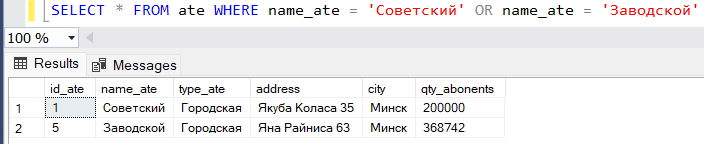 SELECT * FROM ate WHERE name_ate = 'Советский' OR name_ate = 'Заводской'
100 %
Results Messages
id_ate name_ate type_ate address city qty_abonents
1 1 Советский Городская Якуба Коласа 35 Минск 200000
2 5 Заводской Городская Яна Райниса 63 Минск 368742